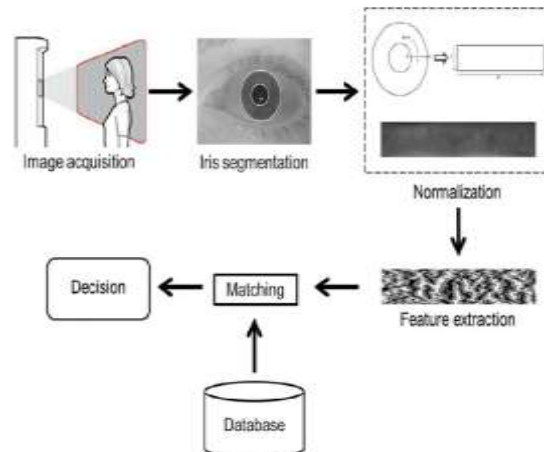 Image acquisition
Iris segmentation
Normalization
Feature extraction
Matching
Decision
Database